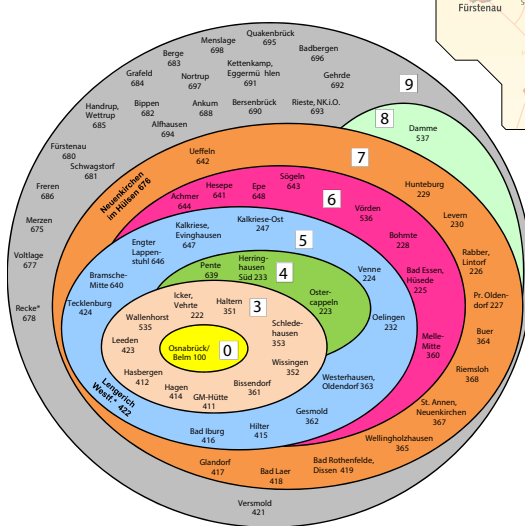 Fürstenau
Quakenbrück
695
Menslage
698
Badbergen
696
Berge
683
Kettenkamp,
Eggermü hlen
691
Grafeld
684
Nortrup
697
Gehrde
692
9
Handrup,
Wettrup
685
Bippen
682
Ankum
688
Bersenbrück
690
Rieste, NK.i.O.
693
8
Alfhausen
694
Damme
537
Fürstenau
680
Schwagstorf
681
Ueffeln
642
7
Freren
686
Neuenkirchen
im Hülsen 676
Achmer
644
Hesepe
641
Epe
648
Sögeln
643
6
Hunteburg
229
Merzen
675
Kalkriese,
Evinghausen
647
Kalkriese-Ost
247
Vörden
536
Levern
230
Voltlage
677
Engter
Lappen-
stuhl 646
5
Bohmte
228
Rabber,
Lintorf
226
Bramsche-
Mitte 640
Pente
639
Herring-
hausen
Süd 233
4
Venne
224
Bad Essen,
Hüsede
225
Pr. Olden-
dorf 227
Recke*
678
Tecklenburg
424
Icker,
Vehrte
222
Haltern
351
3
Oster-
cappeln
223
Oelingen
232
Buer
364
Wallenhorst
535
Schlede-
hausen
353
Melle-
Mitte
360
Leeden
423
Osnabrück/
Belm 100
0
Riemsloh
368
Hasbergen
412
Wissingen
352
Lengerich
Westf.* 422
Hagen
414
GM-Hütte
411
Bissendorf
361
Westerhausen,
Oldendorf 363
St. Annen,
Neuenkirchen
367
Gesmold
362
Bad Iburg
416
Hilter
415
Wellingholzhausen
365
Glandorf
417
Bad Laer
418
Bad Rothenfelde,
Dissen 419
Versmold
421